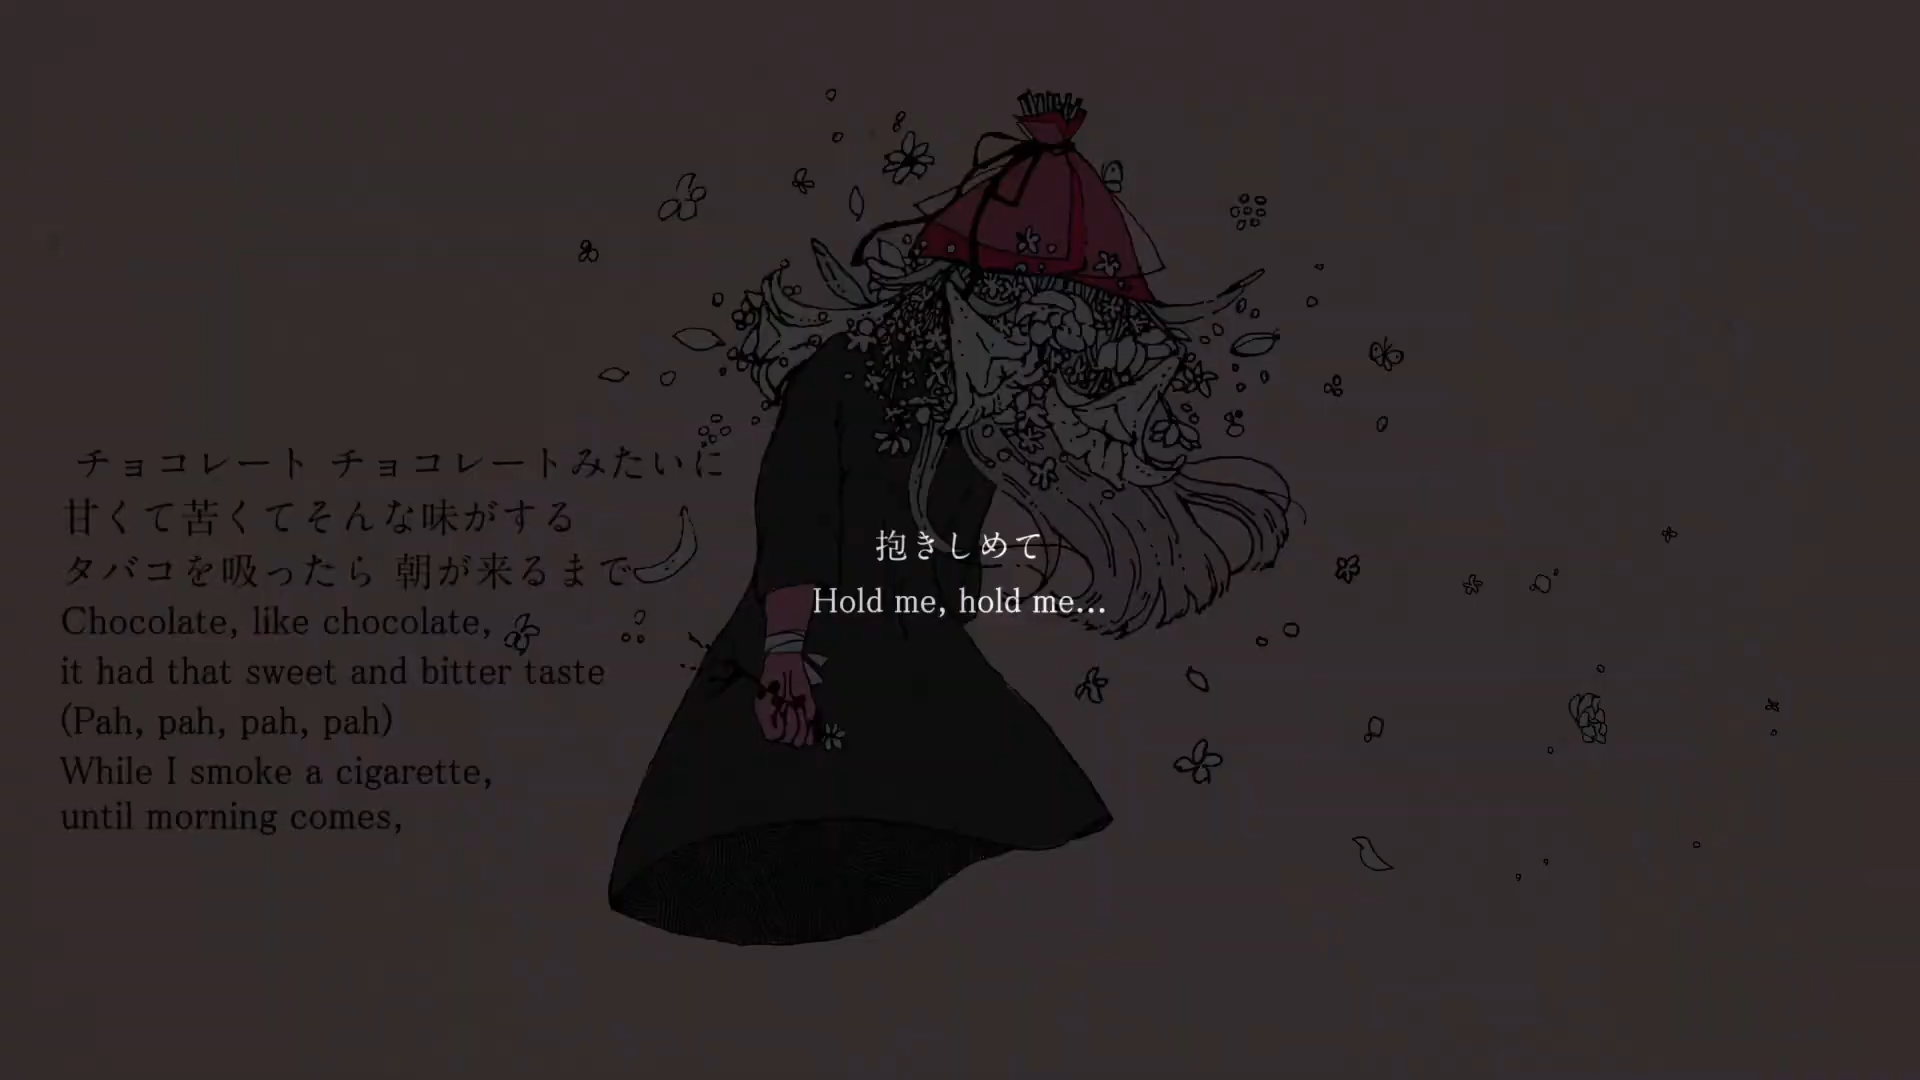 チョコレート チョコレートみたいに
甘くて苦くてそんな味がする
タバコを吸ったら 朝が来るまで
Chocolate, like chocolate,
it had that sweet and bitter taste
(Pah, pah, pah, pah)
While I smoke a cigarette,
until morning comes,
抱きしめて
Hold me, hold me...